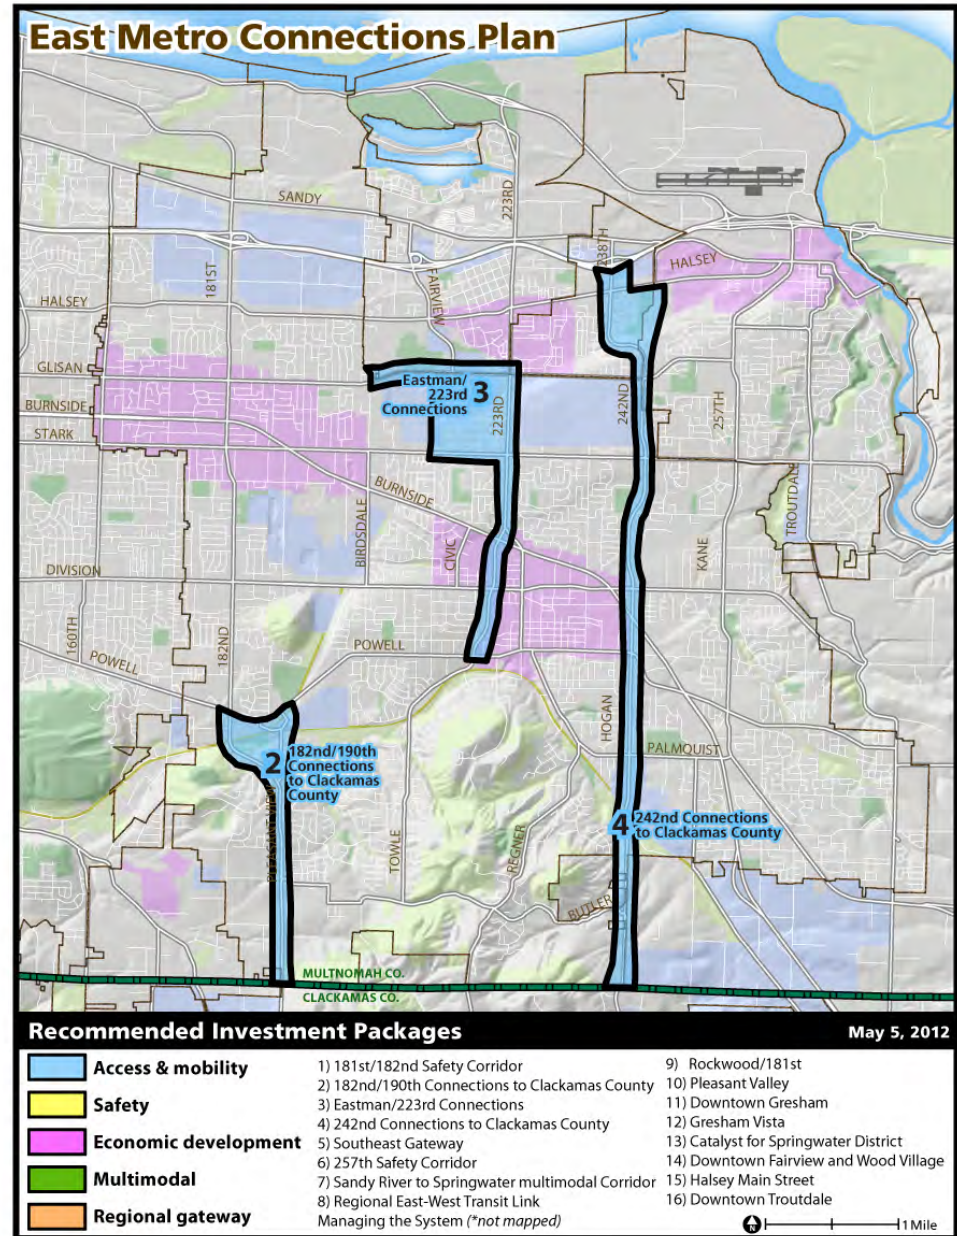 East Metro Connections Plan
SANDY
223RD
238TH
HALSEY
181ST
FAIRVIEW
HALSEY
GLISAN
Eastman/
223rd
Connections
3
BURNSIDE
223RD
242ND
257TH
STARK
BURNSIDE
BIRDSDALE
CIVIC
TROUTDALE
KANE
DIVISION
160TH
182ND
POWELL
POWELL
HOGAN
PALMQUIST
2
182nd/190th
Connections
to Clackamas
County
PLEASANT VIEW
TOWLE
REGNER
4
242nd Connections
to Clackamas County
BUTLER
MULTNOMAH CO.
CLACKAMAS CO.
Recommended Investment Packages
May 5, 2012
Access & mobility
Safety
Economic development
Multimodal
Regional gateway
1) 181st/182nd Safety Corridor
2) 182nd/190th Connections to Clackamas County
3) Eastman/223rd Connections
4) 242nd Connections to Clackamas County
5) Southeast Gateway
6) 257th Safety Corridor
7) Sandy River to Springwater multimodal Corridor
8) Regional East-West Transit Link
Managing the System (*not mapped)
9) Rockwood/181st
10) Pleasant Valley
11) Downtown Gresham
12) Gresham Vista
13) Catalyst for Springwater District
14) Downtown Fairview and Wood Village
15) Halsey Main Street
16) Downtown Troutdale
N
1 Mile